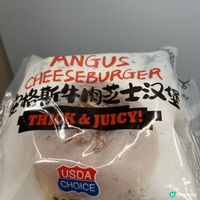 ANGUS
CHEESEBURGER
安格斯牛肉芝士汉堡
THICK & JUICY!
USDA
CHOICE